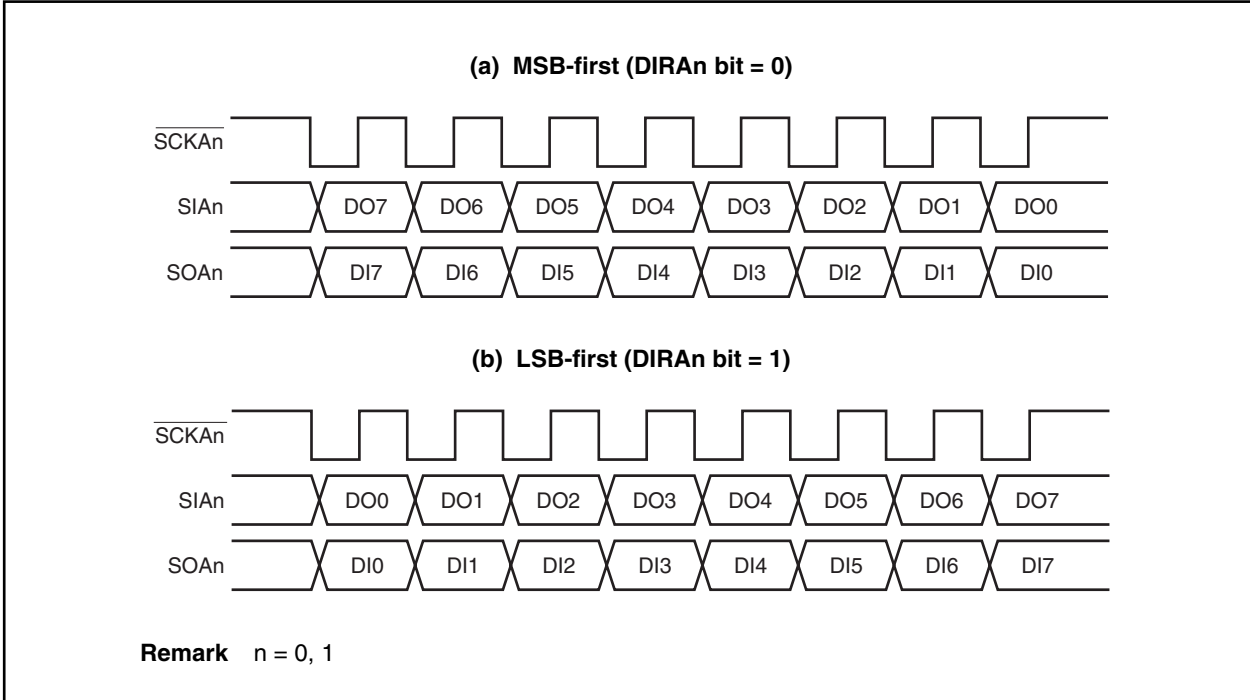 (a) MSB-first (DIRAn bit = 0)
SCKAn
SIAn DO7 DO6 DO5 DO4 DO3 DO2 DO1 DO0
SOAn DI7 DI6 DI5 DI4 DI3 DI2 DI1 DI0
(b) LSB-first (DIRAn bit = 1)
SCKAn
SIAn DO0 DO1 DO2 DO3 DO4 DO5 DO6 DO7
SOAn DI0 DI1 DI2 DI3 DI4 DI5 DI6 DI7
Remark n = 0, 1